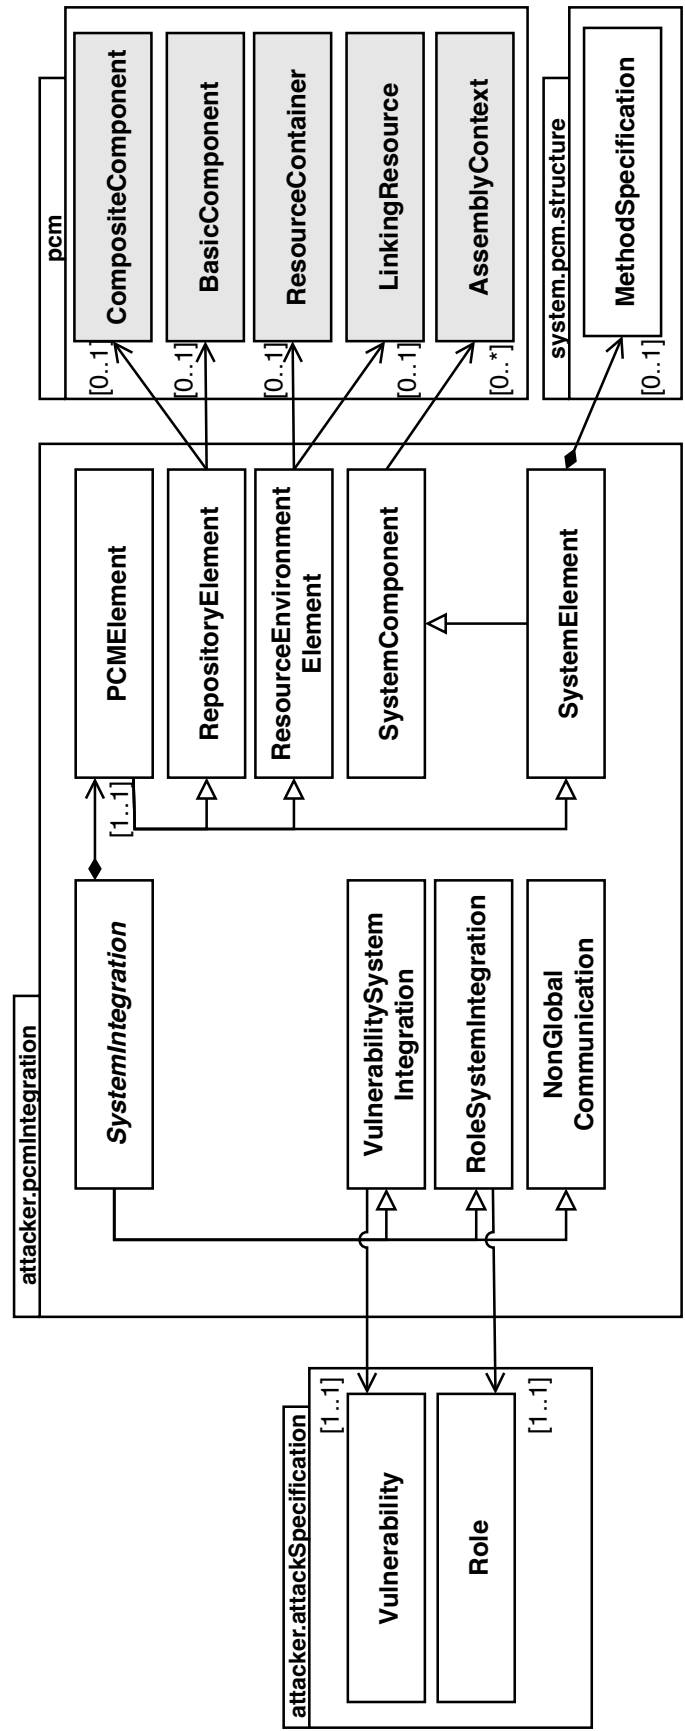 attacker.attackSpecification
[1..1]
Vulnerability
Role
[1..1]
attacker.pcmIntegration
SystemIntegration
VulnerabilitySystem
Integration
RoleSystemIntegration
NonGlobal
Communication
PCMElement
[1..1]
RepositoryElement
ResourceEnvironment
Element
SystemComponent
SystemElement
pcm
CompositeComponent
[0..1]
BasicComponent
[0..1]
ResourceContainer
[0..1]
LinkingResource
[0..1]
AssemblyContext
[0..*]
system.pcm.structure
MethodSpecification
[0..1]